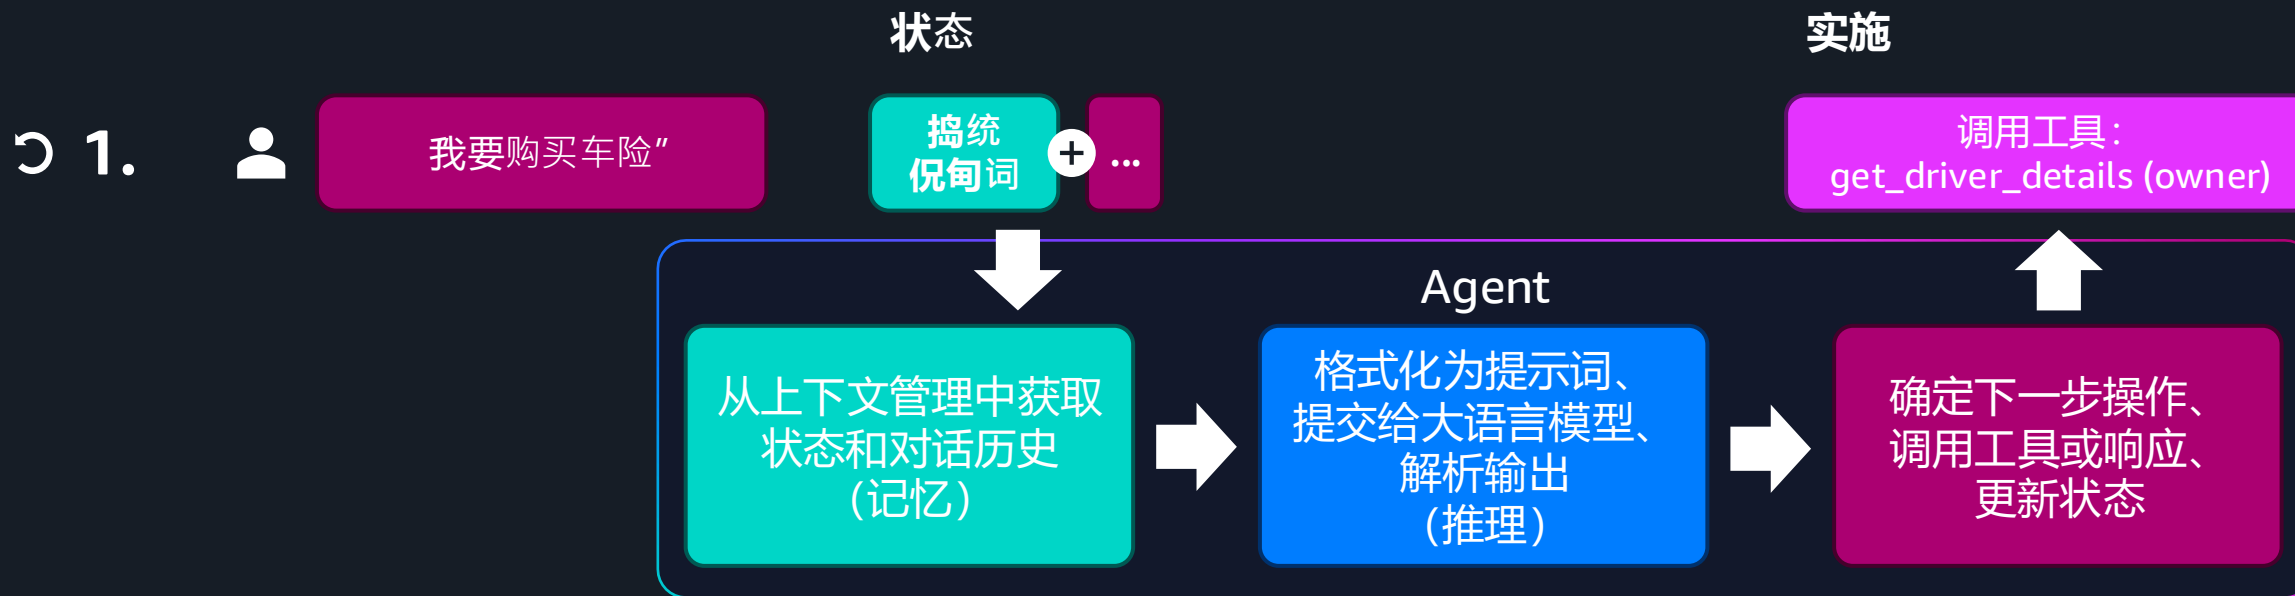 状态
实施
1.
我要购买车险”
捣统
侭甸词
+
...
调用工具：
get_driver_details (owner)
Agent
从上下文管理中获取
状态和对话历史
（记忆）
格式化为提示词、
提交给大语言模型、
解析输出
（推理）
确定下一步操作、
调用工具或响应、
更新状态